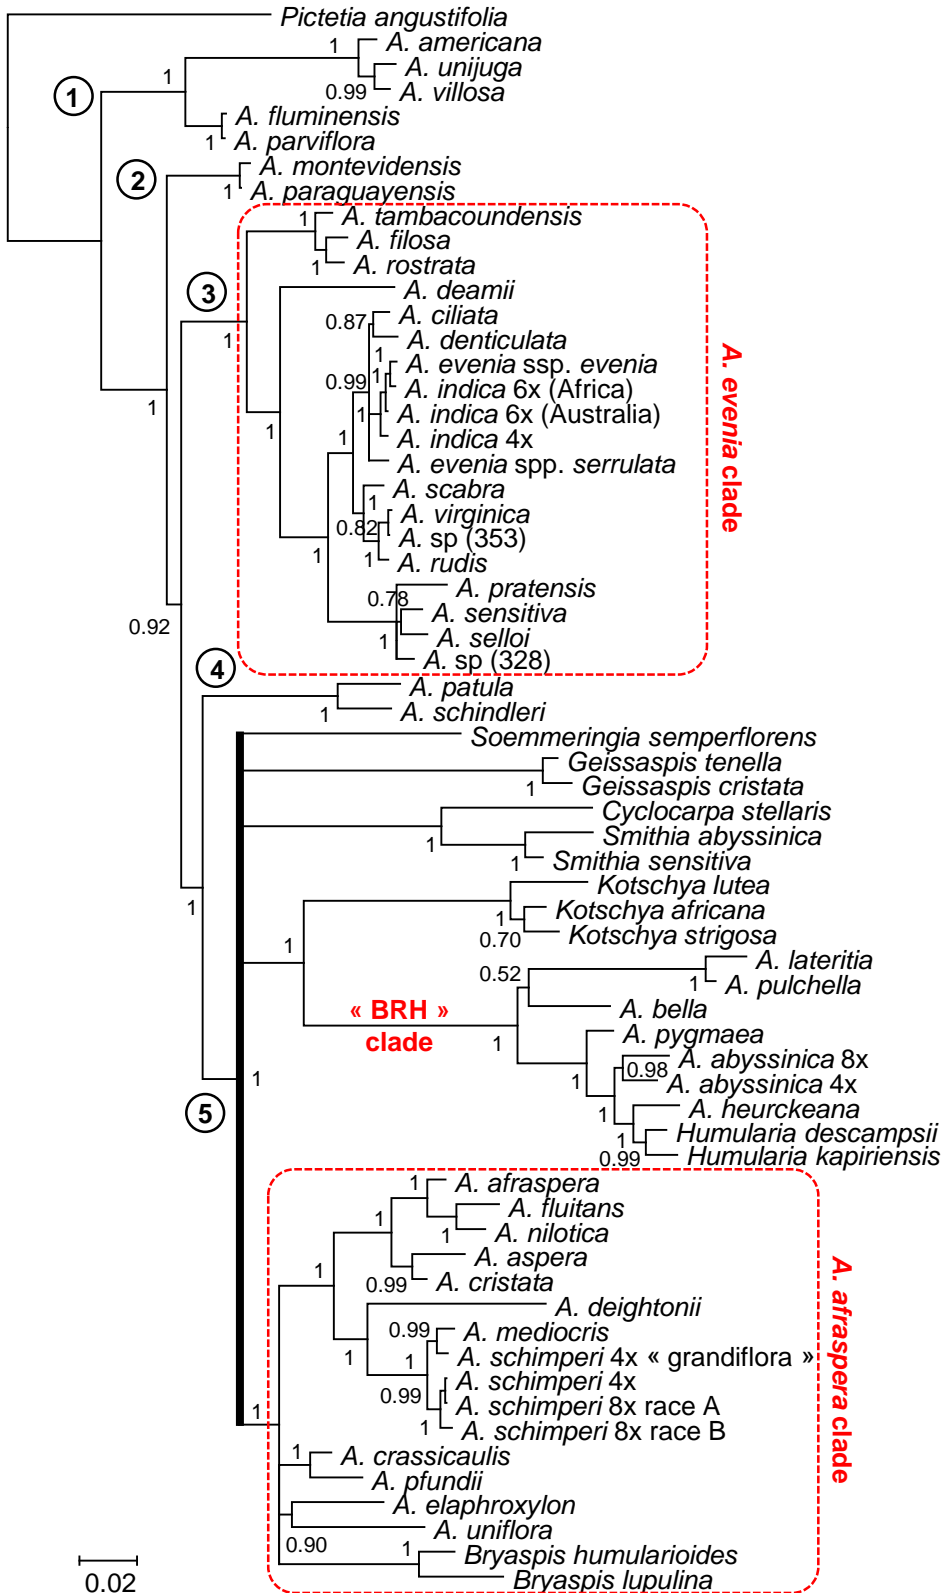 Pictetia angustifolia
1
A. americana
A. unijuga
0.99
A. villosa
1
1
A. fluminensis
1
A. parviflora
2
A. montevidensis
1
A. paraguayensis
1
A. tambacoundensis
A. filosa
1
A. rostrata
3
1
A. deamii
0.87
A. ciliata
A. denticulata
1
A. evenia ssp. evenia
0.99
1
A. indica 6x (Africa)
1
A. indica 6x (Australia)
1
1
1
A. indica 4x
A. evenia spp. serrulata
A. evenia clade
1
A. scabra
A. virginica
0.82
A. sp (353)
1
1
A. rudis
A. pratensis
0.78
A. sensitiva
0.92
1
A. selloi
A. sp (328)
4
A. patula
1
A. schindleri
Soemmeringia semperflorens
Geissaspis tenella
1
Geissaspis cristata
Cyclocarpa stellaris
1
Smithia abyssinica
1
Smithia sensitiva
Kotschya lutea
1
1
Kotschya africana
0.70
Kotschya strigosa
1
A. lateritia
0.52
1
A. pulchella
« BRH »
clade
A. bella
1
A. pygmaea
A. abyssinica 8x
0.98
1
1
A. abyssinica 4x
5
1
A. heurckeana
1
Humularia descampsii
0.99
Humularia kapiriensis
1
A. afraspera
A. fluitans
1
1
A. nilotica
1
A. aspera
0.99
A. cristata
A. deightonii
0.99
A. mediocris
1
1
A. schimperi 4x « grandiflora »
A. schimperi 4x
0.99
A. schimperi 8x race A
1
1
A. schimperi 8x race B
A. afraspera clade
1
A. crassicaulis
A. pfundii
A. elaphroxylon
A. uniflora
0.90
1
Bryaspis humularioides
Bryaspis lupulina
0.02